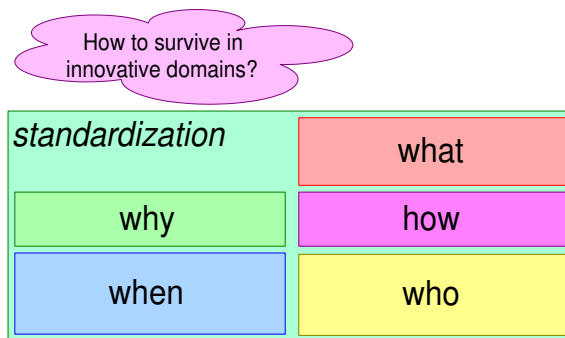 How to survive in
innovative domains?
standardization
what
why
how
when
who